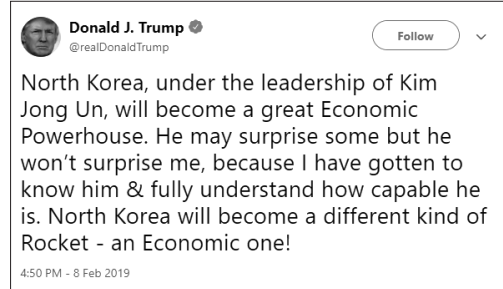 Donald J. Trump
@realDonaldTrump
Follow
North Korea, under the leadership of Kim
Jong Un, will become a great Economic
Powerhouse. He may surprise some but he
won’t surprise me, because I have gotten to
know him & fully understand how capable he
is. North Korea will become a different kind of
Rocket - an Economic one!
4:50 PM - 8 Feb 2019